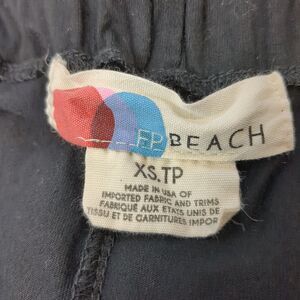 FP BEACH
XS.TP
MADE IN USA OF
IMPORTED FABRIC AND TRIMS
FABRIQUÉ AUX ETATS UNIS DE
TISSU ET DE GARNITURES IMPOR